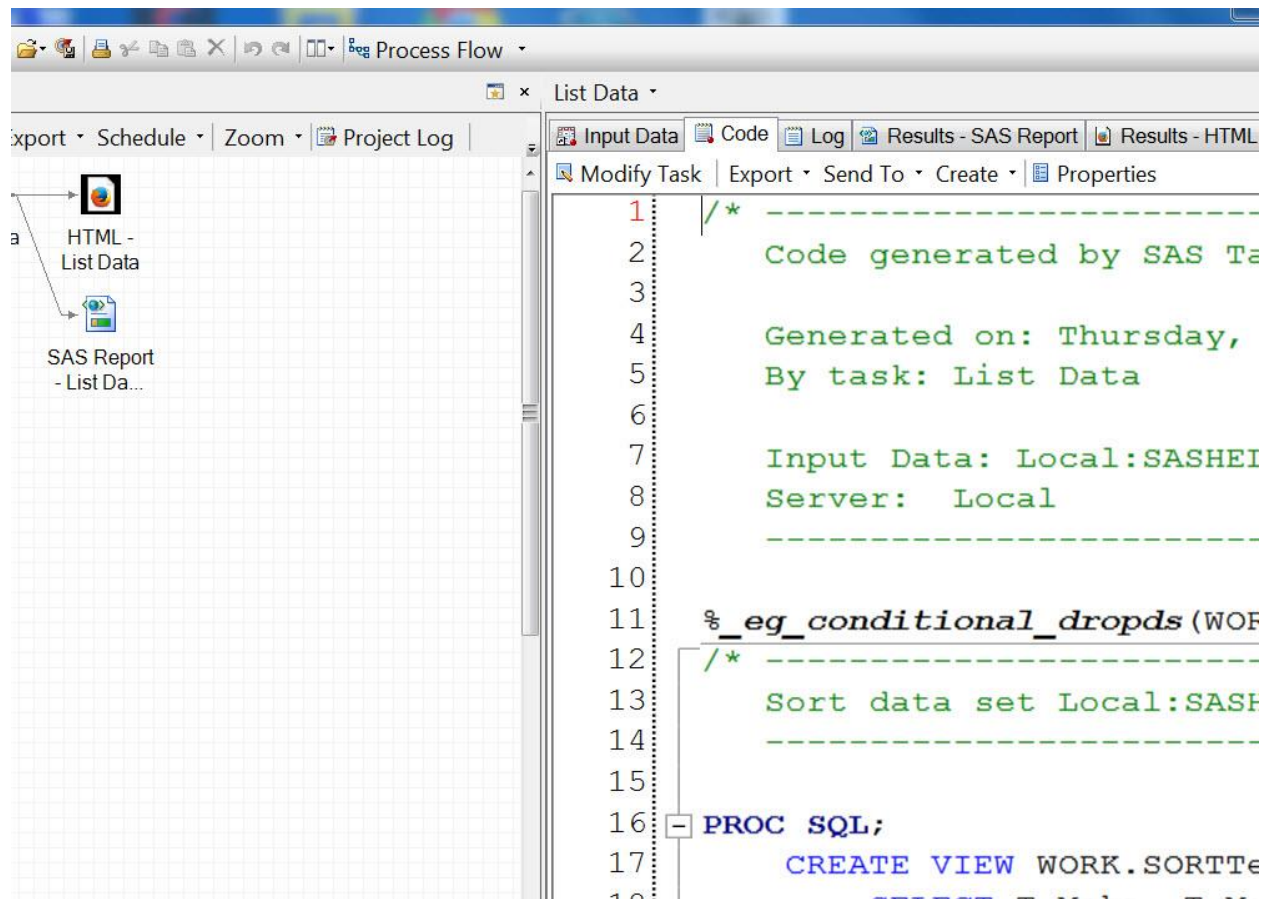 Process Flow
List Data
Export Schedule Zoom Project Log
Input Data Code Log Results - SAS Report Results - HTML
Modify Task Export Send To Create Properties
HTML -
List Data
SAS Report
- List Da...
1 /* ------------------------
2 Code generated by SAS Ta
3
4 Generated on: Thursday,
5 By task: List Data
6
7 Input Data: Local:SASHEL
8 Server: Local
9 ------------------------
10
11 %_eg_conditional_dropds(WOR
12 /* ------------------------
13 Sort data set Local:SASH
14 ------------------------
15
16 PROC SQL;
17 CREATE VIEW WORK.SORTTe